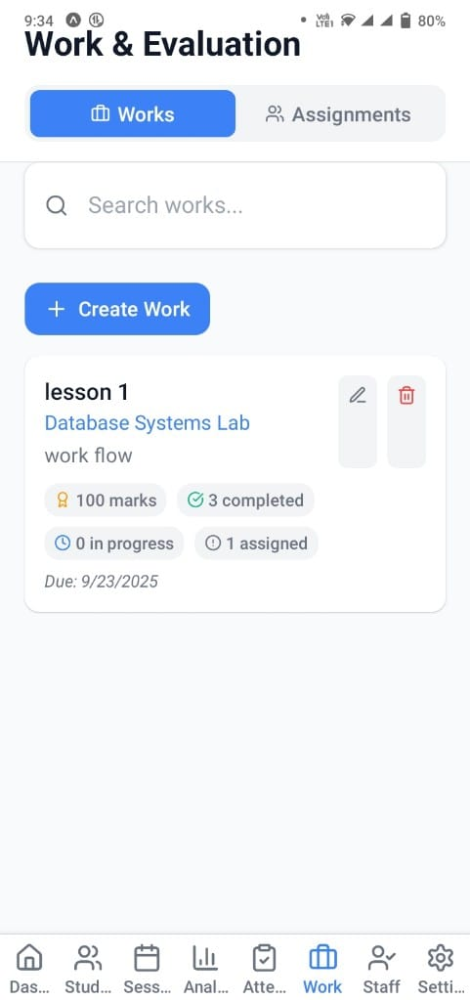 9:34
Vo))
LTE1
80%
Work & Evaluation
Works
Assignments
Search works...
Create Work
lesson 1
Database Systems Lab
work flow
100 marks
3 completed
0 in progress
1 assigned
Due: 9/23/2025
Das...
Stud...
Sess...
Anal...
Atte...
Work
Staff
Setti...